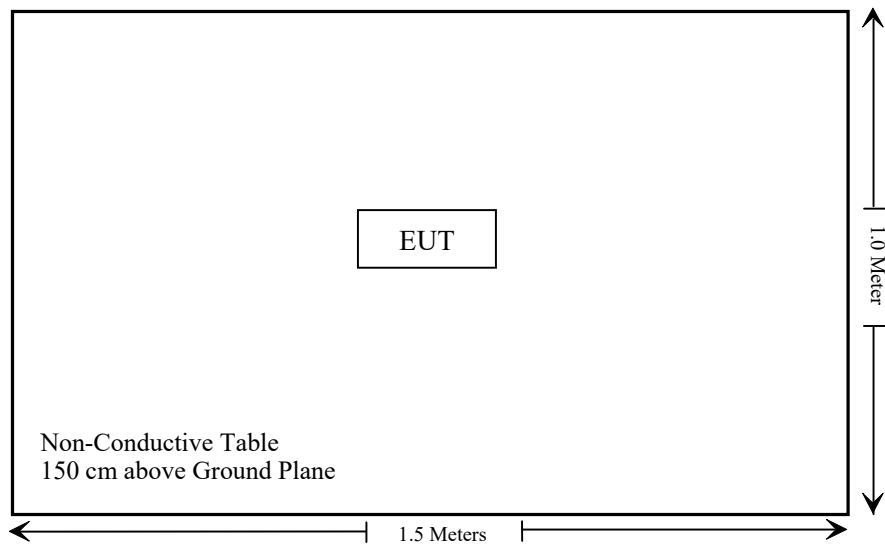 EUT
1.0 Meter
Non-Conductive Table
150 cm above Ground Plane
1.5 Meters